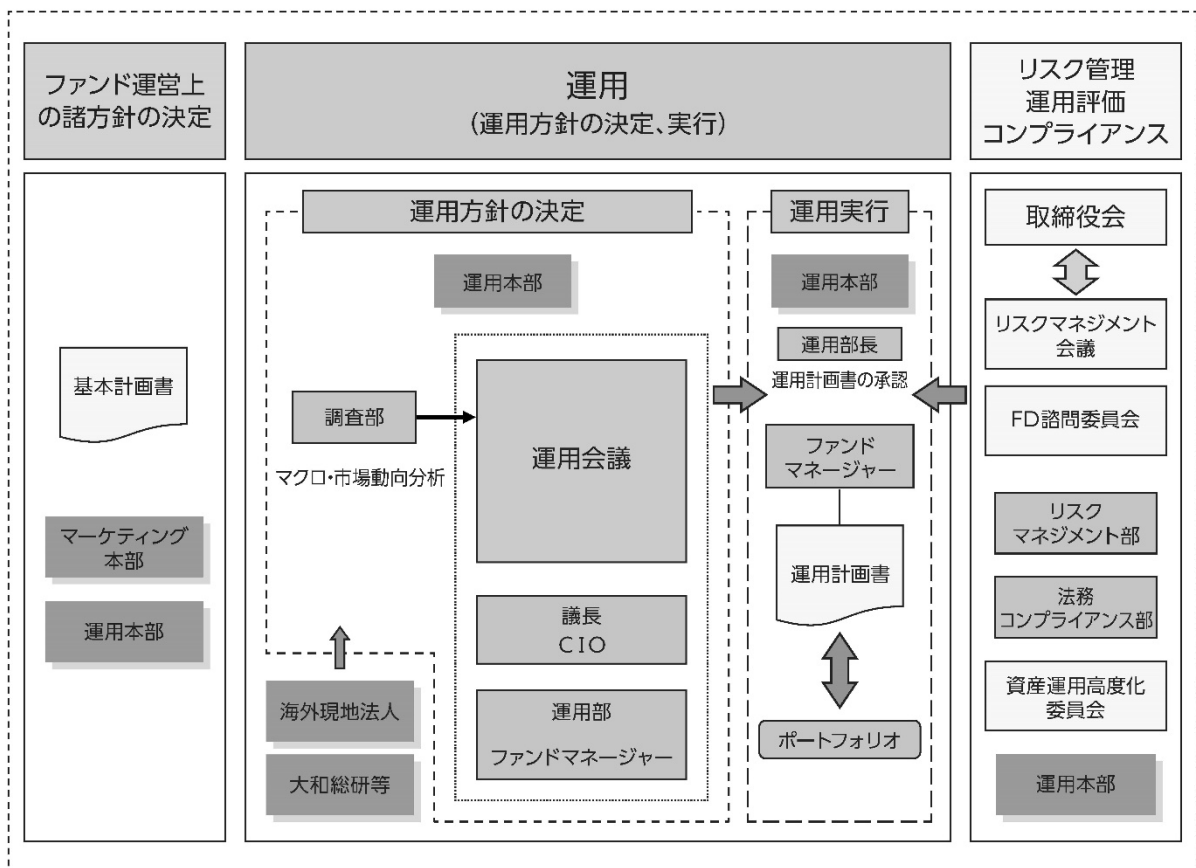 ファンド運営上
の諸方針の決定
運用
(運用方針の決定、実行)
リスク管理
運用評価
コンプライアンス
基本計画書
マーケティング
本部
運用本部
運用方針の決定
運用本部
調査部
マクロ・市場動向分析
運用会議
議長
CIO
運用部
ファンドマネージャー
海外現地法人
大和総研等
運用実行
運用本部
運用部長
運用計画書の承認
ファンド
マネージャー
運用計画書
ポートフォリオ
取締役会
リスクマネジメント
会議
FD諮問委員会
リスク
マネジメント部
法務
コンプライアンス部
資産運用高度化
委員会
運用本部